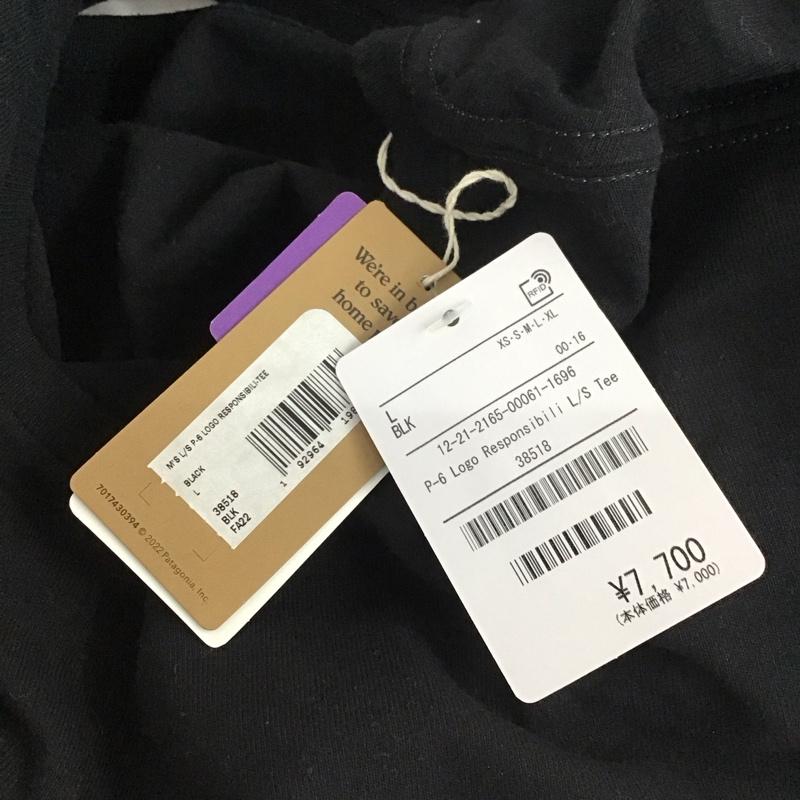 We're in b
to sav
home
M'S L/S P-6 LOGO RESPONSIBILI-TEE
BLACK
L
1 92964 198
38518
BLK
FA22
7017430394 © 2022 Patagonia, Inc.
RFID
XS·S·M·L·XL
00-16
L
BLK
12-21-2165-00061-1696
P-6 Logo Responsibili L/S Tee
38518
¥7,700
(本体価格 ¥7,000)